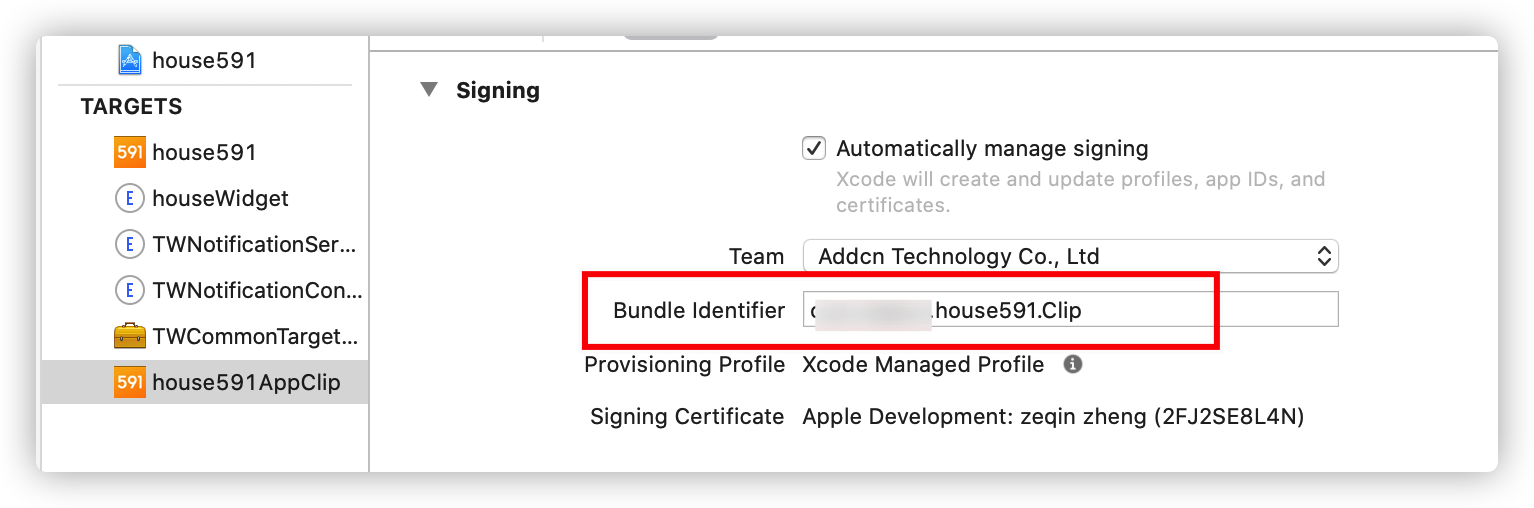 house591
TARGETS
591 house591
E houseWidget
E TWNotificationSer...
E TWNotificationCon...
TWCommonTarget...
591 house591AppClip
Signing
Automatically manage signing
Xcode will create and update profiles, app IDs, and
certificates.
Team Addcn Technology Co., Ltd
Bundle Identifier .house591.Clip
Provisioning Profile Xcode Managed Profile
Signing Certificate Apple Development: zeqin zheng (2FJ2SE8L4N)